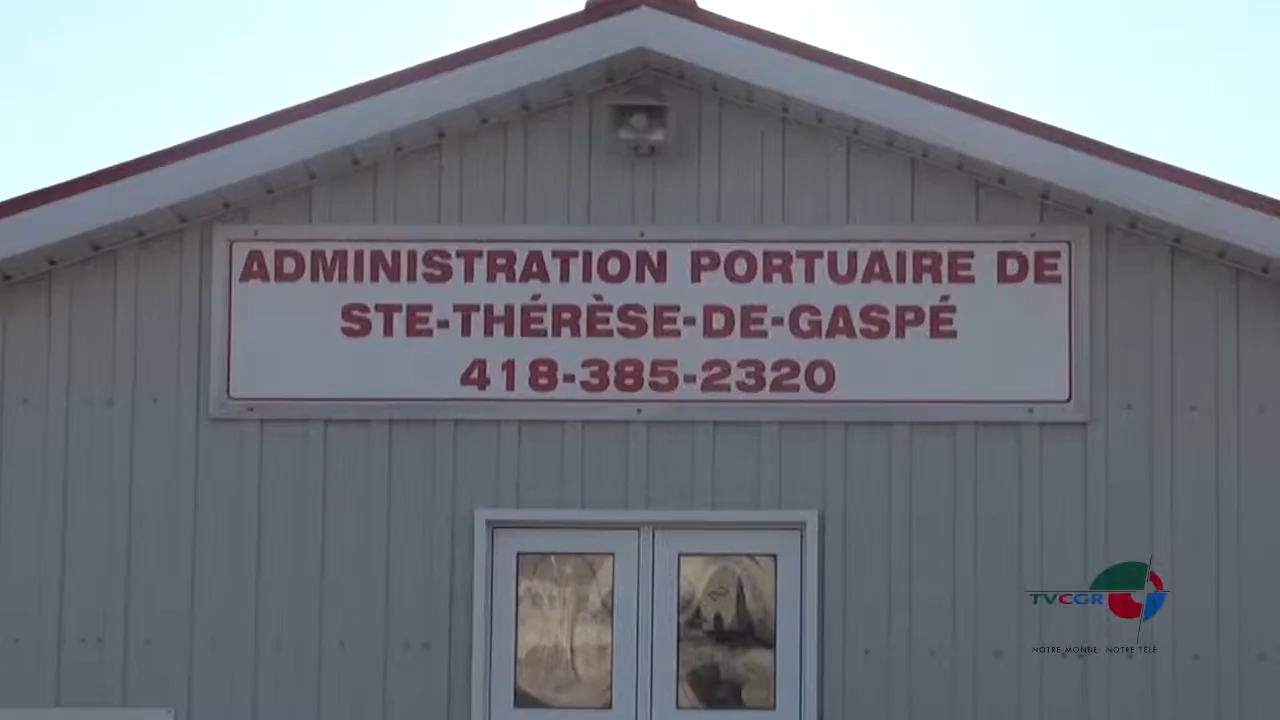 ADMINISTRATION PORTUAIRE DE
STE-THÉRÈSE-DE-GASPÉ
418-385-2320
TVCGR
NOTRE MONDE: NOTRE TÉLÉ